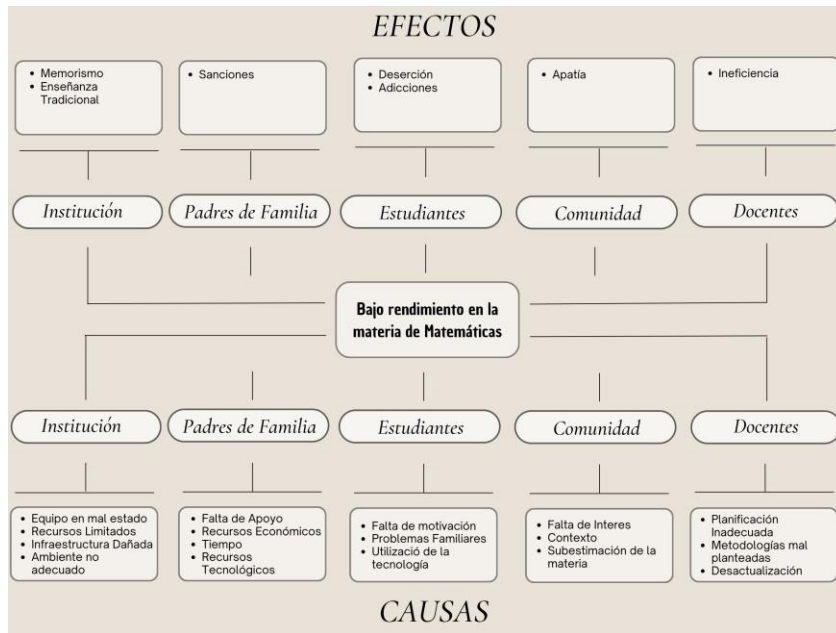 EFECTOS
• Memorismo
• Enseñanza
Tradicional
• Sanciones
• Deserción
• Adicciones
• Apatía
• Ineficiencia
Institución
Padres de Familia
Estudiantes
Comunidad
Docentes
Bajo rendimiento en la
materia de Matemáticas
Institución
Padres de Familia
Estudiantes
Comunidad
Docentes
• Equipo en mal estado
• Recursos Limitados
• Infraestructura Dañada
• Ambiente no
adecuado
• Falta de Apoyo
• Recursos Económicos
• Tiempo
• Recursos
Tecnológicos
• Falta de motivación
• Problemas Familiares
• Utilizació de la
tecnología
• Falta de Interes
• Contexto
• Subestimación de la
materia
• Planificación
Inadecuada
• Metodologías mal
planteadas
• Desactualización
CAUSAS